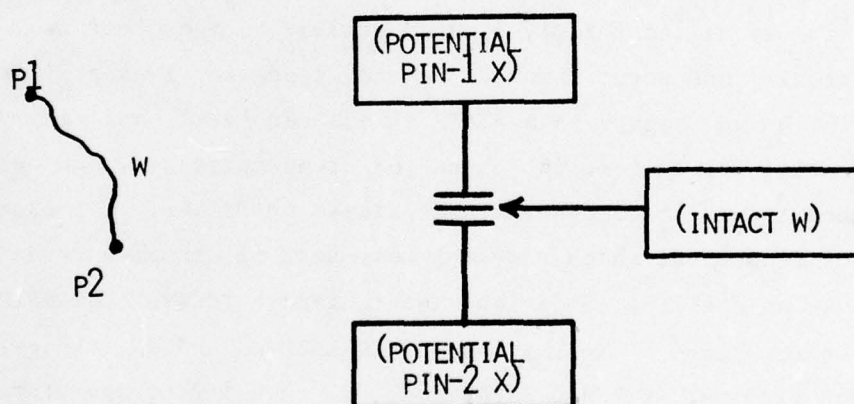 P1
W
P2
(POTENTIAL
PIN-1 X)
(INTACT W)
(POTENTIAL
PIN-2 X)